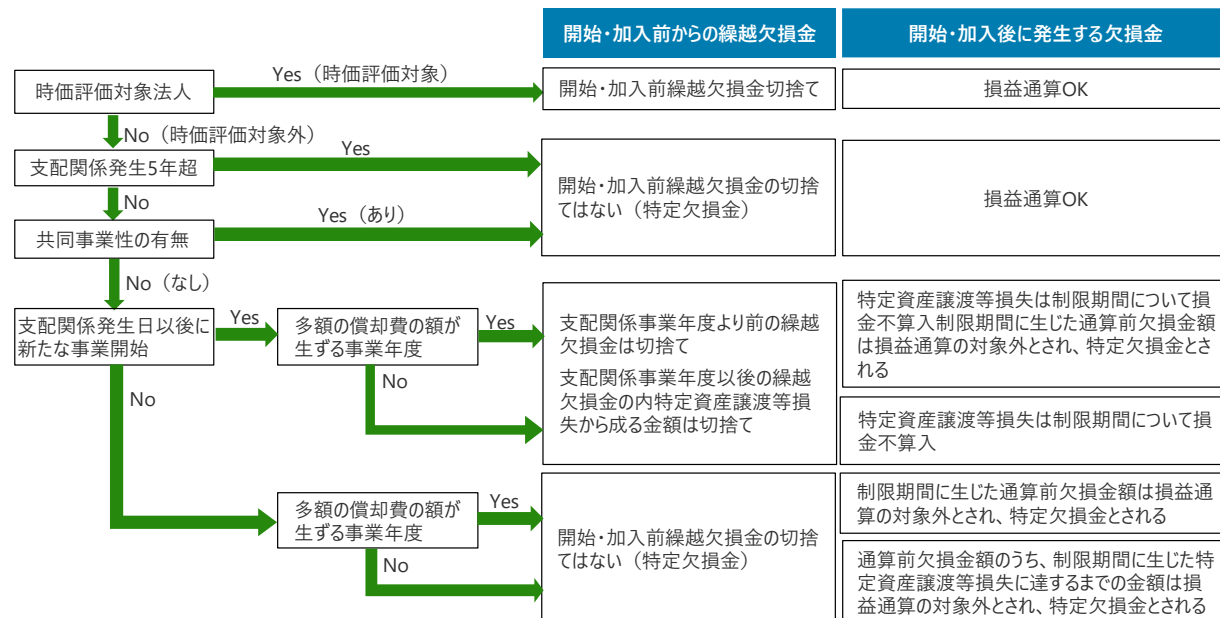 開始・加入前からの繰越欠損金
開始・加入後に発生する欠損金
時価評価対象法人
Yes（時価評価対象）
開始・加入前繰越欠損金切捨て
損益通算OK
No（時価評価対象外）
支配関係発生5年超
Yes
No
共同事業性の有無
Yes（あり）
開始・加入前繰越欠損金の切捨
てはない（特定欠損金）
損益通算OK
No（なし）
支配関係発生日以後に
新たな事業開始
Yes
多額の償却費の額が
生ずる事業年度
Yes
No
支配関係事業年度より前の繰越
欠損金は切捨て
支配関係事業年度以後の繰越
欠損金の内特定資産譲渡等損
失から成る金額は切捨て
特定資産譲渡等損失は制限期間について損
金不算入制限期間に生じた通算前欠損金額
は損益通算の対象外とされ、特定欠損金とさ
れる
特定資産譲渡等損失は制限期間について損
金不算入
No
多額の償却費の額が
生ずる事業年度
Yes
No
開始・加入前繰越欠損金の切捨
てはない（特定欠損金）
制限期間に生じた通算前欠損金額は損益通
算の対象外とされ、特定欠損金とされる
通算前欠損金額のうち、制限期間に生じた特
定資産譲渡等損失に達するまでの金額は損
益通算の対象外とされ、特定欠損金とされる